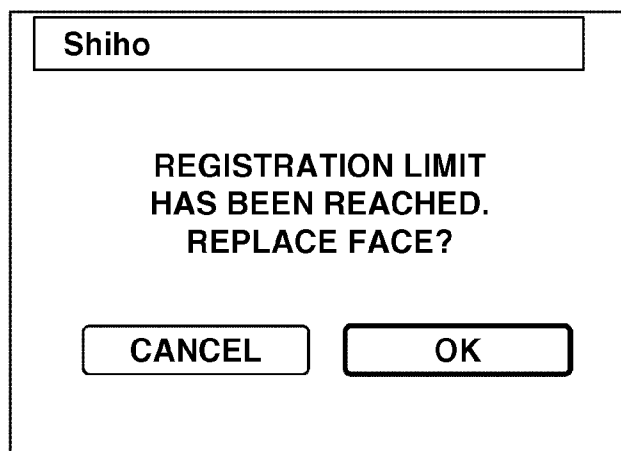 Shiho
REGISTRATION LIMIT
HAS BEEN REACHED.
REPLACE FACE?
CANCEL OK